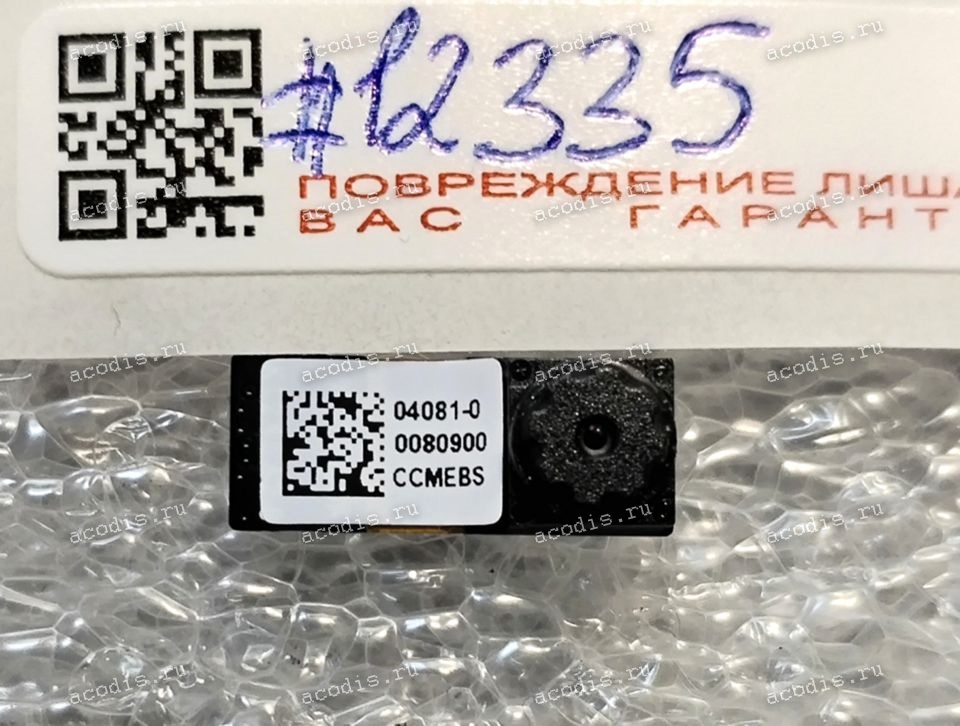 #12335
ПОВРЕЖДЕНИЕ ЛИША
ВАС ГАРАНТ
04081-0
0080900
CCMEBS
acodis.ru